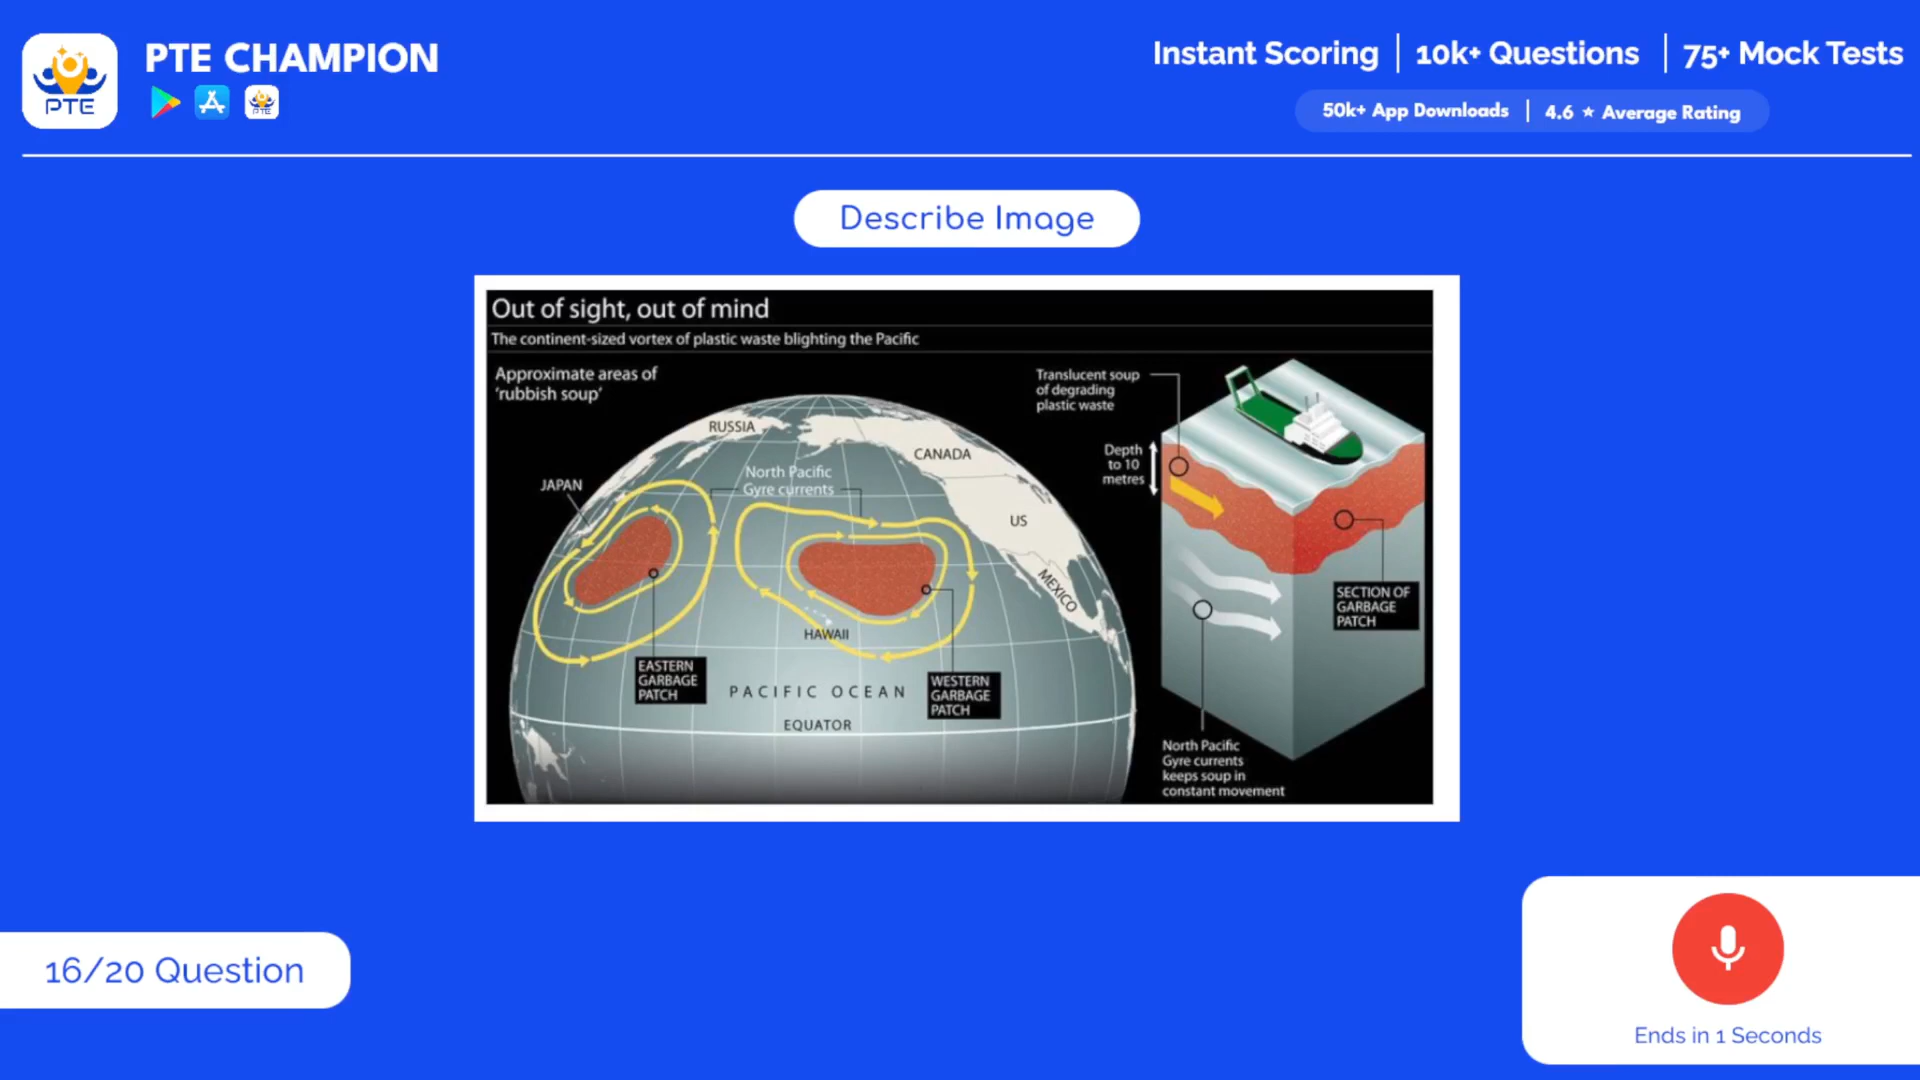 PTE
PTE CHAMPION
PTE
Instant Scoring | 10k+ Questions | 75+ Mock Tests
50k+ App Downloads | 4.6 ★ Average Rating
Describe Image
Out of sight, out of mind
The continent-sized vortex of plastic waste blighting the Pacific
Approximate areas of
'rubbish soup'
RUSSIA
CANADA
JAPAN
North Pacific
Gyre currents
US
MEXICO
HAWAII
EASTERN
GARBAGE
PATCH
PACIFIC OCEAN
WESTERN
GARBAGE
PATCH
EQUATOR
Translucent soup
of degrading
plastic waste
Depth
to 10
metres
SECTION OF
GARBAGE
PATCH
North Pacific
Gyre currents
keeps soup in
constant movement
16/20 Question
Ends in 1 Seconds